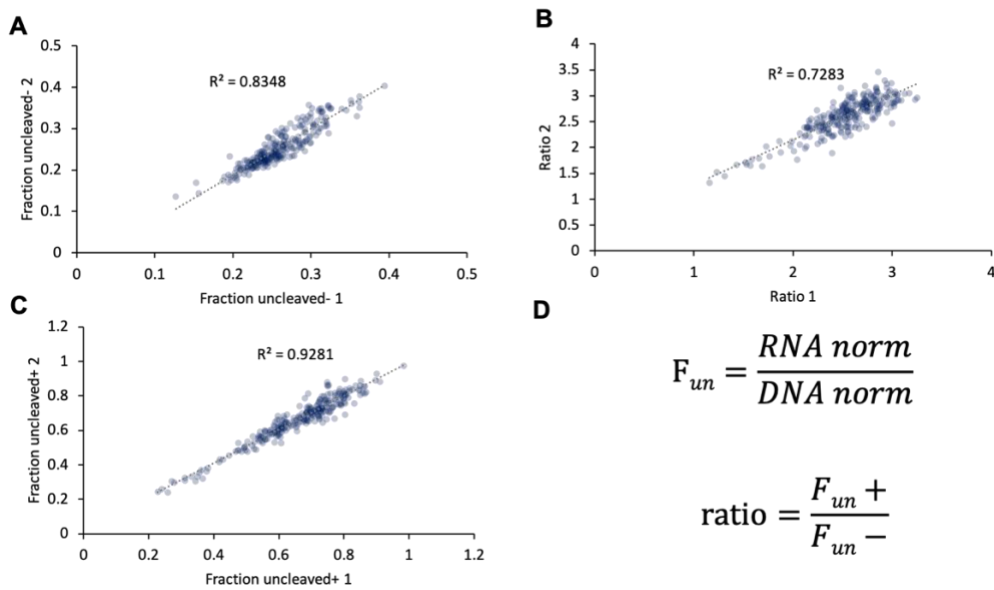 A
0.5
0.4
0.3
0.2
0.1
0
Fraction uncleaved- 2
R² = 0.8348
0 0.1 0.2 0.3 0.4 0.5
Fraction uncleaved- 1
B
4
3.5
3
2.5
2
1.5
1
0.5
0
Ratio 2
R² = 0.7283
0 1 2 3 4
Ratio 1
C
1.2
1
0.8
0.6
0.4
0.2
0
Fraction uncleaved+ 2
R² = 0.9281
0 0.2 0.4 0.6 0.8 1 1.2
Fraction uncleaved+ 1
D
F_un = RNA norm / DNA norm
ratio = F_un + / F_un −